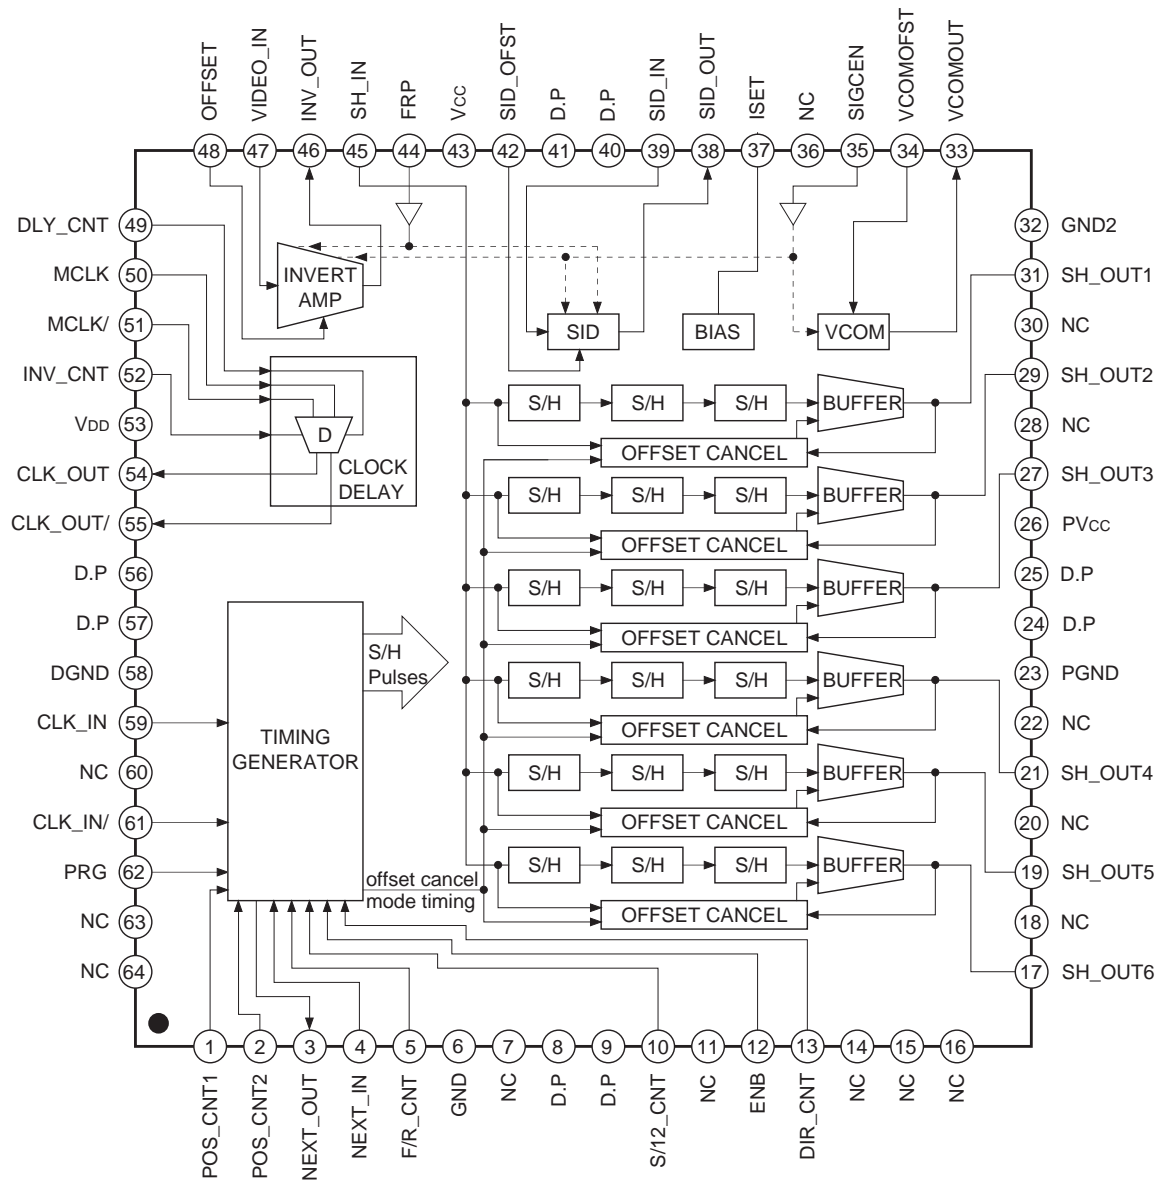 OFFSET
VIDEO_IN
INV_OUT
SH_IN
FRP
Vcc
SID_OFST
D.P
D.P
SID_IN
SID_OUT
ISET
NC
SIGCEN
VCOMOFST
VCOMOUT
48
47
46
45
44
43
42
41
40
39
38
37
36
35
34
33
DLY_CNT 49
MCLK 50
MCLK/ 51
INV_CNT 52
VDD 53
CLK_OUT 54
CLK_OUT/ 55
D.P 56
D.P 57
DGND 58
CLK_IN 59
NC 60
CLK_IN/ 61
PRG 62
NC 63
NC 64
INVERT
AMP
SID
BIAS
VCOM
D
CLOCK
DELAY
S/H S/H S/H BUFFER
OFFSET CANCEL
S/H S/H S/H BUFFER
OFFSET CANCEL
S/H S/H S/H BUFFER
OFFSET CANCEL
S/H S/H S/H BUFFER
OFFSET CANCEL
S/H S/H S/H BUFFER
OFFSET CANCEL
S/H S/H S/H BUFFER
OFFSET CANCEL
TIMING
GENERATOR
S/H
Pulses
offset cancel
mode timing
32 GND2
31 SH_OUT1
30 NC
29 SH_OUT2
28 NC
27 SH_OUT3
26 PVcc
25 D.P
24 D.P
23 PGND
22 NC
21 SH_OUT4
20 NC
19 SH_OUT5
18 NC
17 SH_OUT6
1
2
3
4
5
6
7
8
9
10
11
12
13
14
15
16
POS_CNT1
POS_CNT2
NEXT_OUT
NEXT_IN
F/R_CNT
GND
NC
D.P
D.P
S/12_CNT
NC
ENB
DIR_CNT
NC
NC
NC